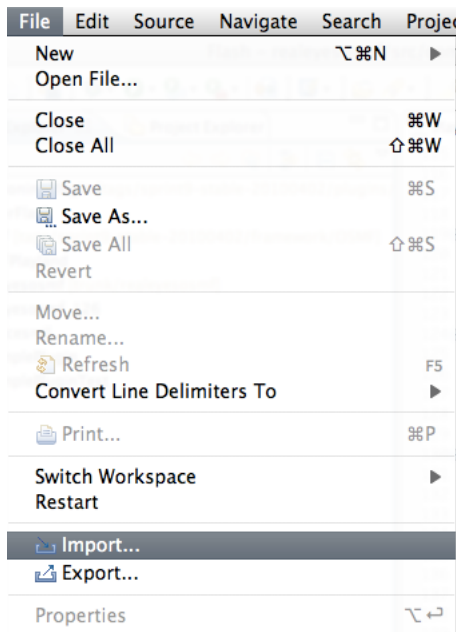 File Edit Source Navigate Search Projec
New ⌥⌘N ▶
Open File...
Close ⌘W
Close All ⇧⌘W
Save ⌘S
Save As...
Save All ⇧⌘S
Revert
Move...
Rename...
Refresh F5
Convert Line Delimiters To ▶
Print... ⌘P
Switch Workspace ▶
Restart
Import...
Export...
Properties ⌥↩